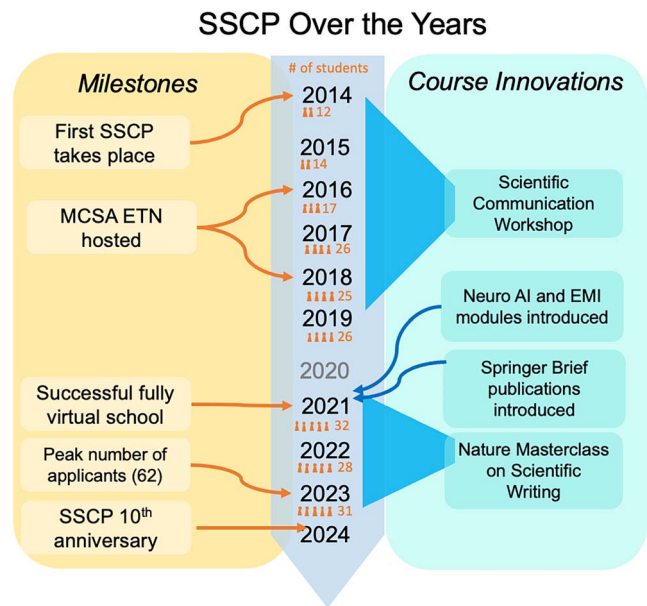 SSCP Over the Years
Milestones
# of students
Course Innovations
2014
12
First SSCP
takes place
2015
14
2016
17
MCSA ETN
hosted
2017
26
2018
25
2019
26
2020
Successful fully
virtual school
2021
32
Peak number of
applicants (62)
2022
28
2023
31
SSCP 10th
anniversary
2024
Scientific
Communication
Workshop
Neuro AI and EMI
modules introduced
Springer Brief
publications
introduced
Nature Masterclass
on Scientific
Writing